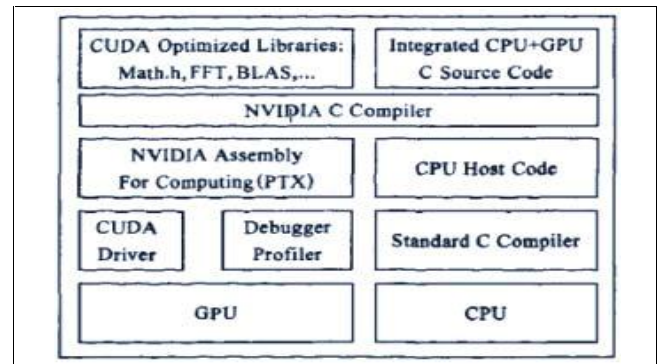 CUDA Optimized Libraries:
Math.h, FFT, BLAS,...
Integrated CPU+GPU
C Source Code
NVIDIA C Compiler
NVIDIA Assembly
For Computing(PTX)
CPU Host Code
CUDA
Driver
Debugger
Profiler
Standard C Compiler
GPU
CPU